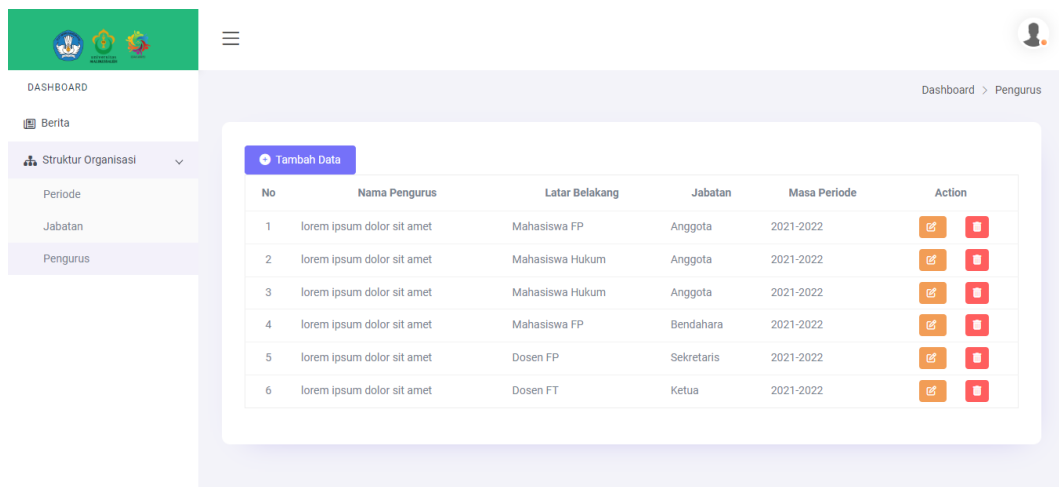 DASHBOARD
Dashboard > Pengurus
Berita
Struktur Organisasi
Periode
Jabatan
Pengurus
Tambah Data
No Nama Pengurus Latar Belakang Jabatan Masa Periode Action
1 lorem ipsum dolor sit amet Mahasiswa FP Anggota 2021-2022
2 lorem ipsum dolor sit amet Mahasiswa Hukum Anggota 2021-2022
3 lorem ipsum dolor sit amet Mahasiswa Hukum Anggota 2021-2022
4 lorem ipsum dolor sit amet Mahasiswa FP Bendahara 2021-2022
5 lorem ipsum dolor sit amet Dosen FP Sekretaris 2021-2022
6 lorem ipsum dolor sit amet Dosen FT Ketua 2021-2022